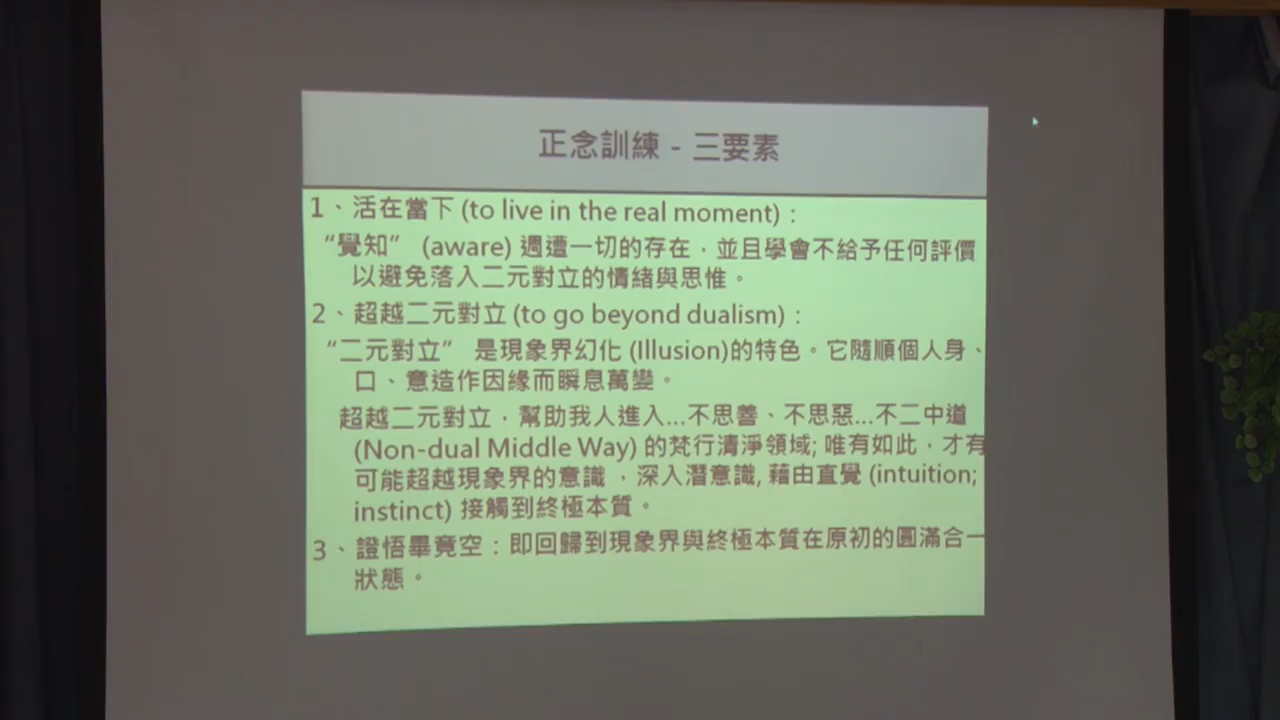 正念訓練 - 三要素
1、活在當下 (to live in the real moment)：
“覺知” (aware) 週遭一切的存在，並且學會不給予任何評價
以避免落入二元對立的情緒與思惟。
2、超越二元對立 (to go beyond dualism)：
“二元對立” 是現象界幻化 (Illusion)的特色。它隨順個人身、
口、意造作因緣而瞬息萬變。
超越二元對立，幫助我人進入...不思善、不思惡...不二中道
(Non-dual Middle Way) 的梵行清淨領域; 唯有如此，才有
可能超越現象界的意識 ，深入潛意識, 藉由直覺 (intuition;
instinct) 接觸到終極本質。
3、證悟畢竟空：即回歸到現象界與終極本質在原初的圓滿合一
狀態。